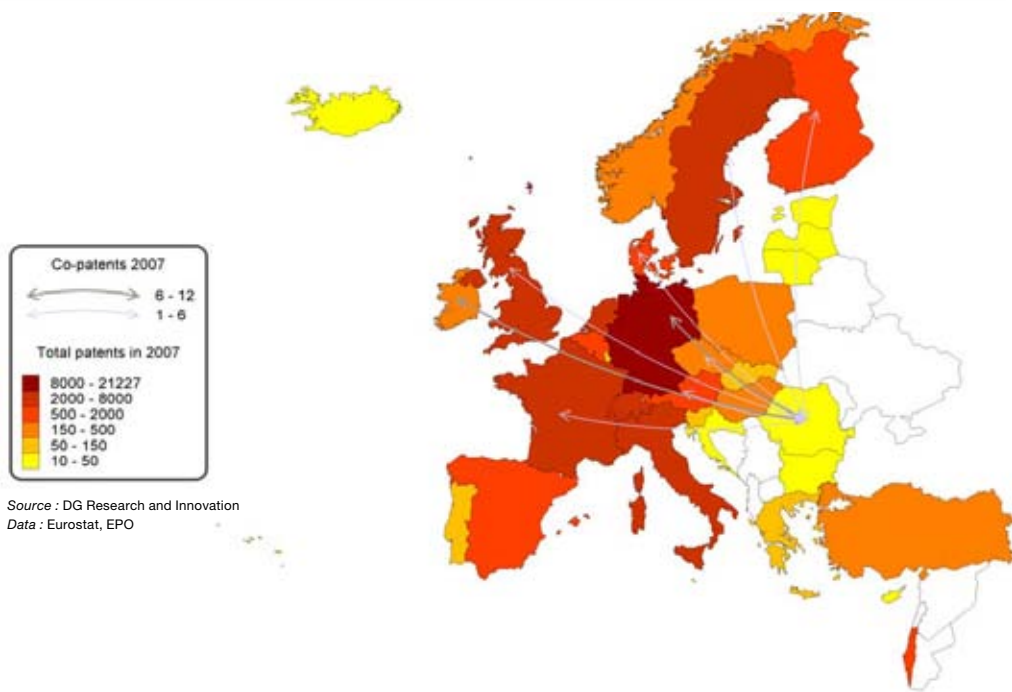 Co-patents 2007
6 - 12
1 - 6
Total patents in 2007
8000 - 21227
2000 - 8000
500 - 2000
150 - 500
50 - 150
10 - 50
Source : DG Research and Innovation
Data : Eurostat, EPO